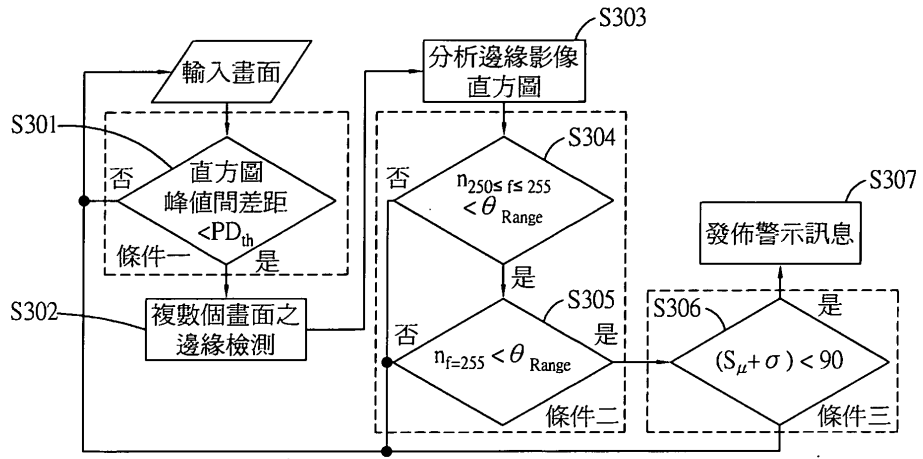 輸入畫面
S301
直方圖
峰值間差距
<PDth
否
條件一
是
S302
複數個畫面之
邊緣檢測
S303
分析邊緣影像
直方圖
S304
n250≤ f≤ 255
< θ Range
否
是
S305
nf=255 < θ Range
否
是
條件二
S306
(Sμ+σ) < 90
是
條件三
S307
發佈警示訊息